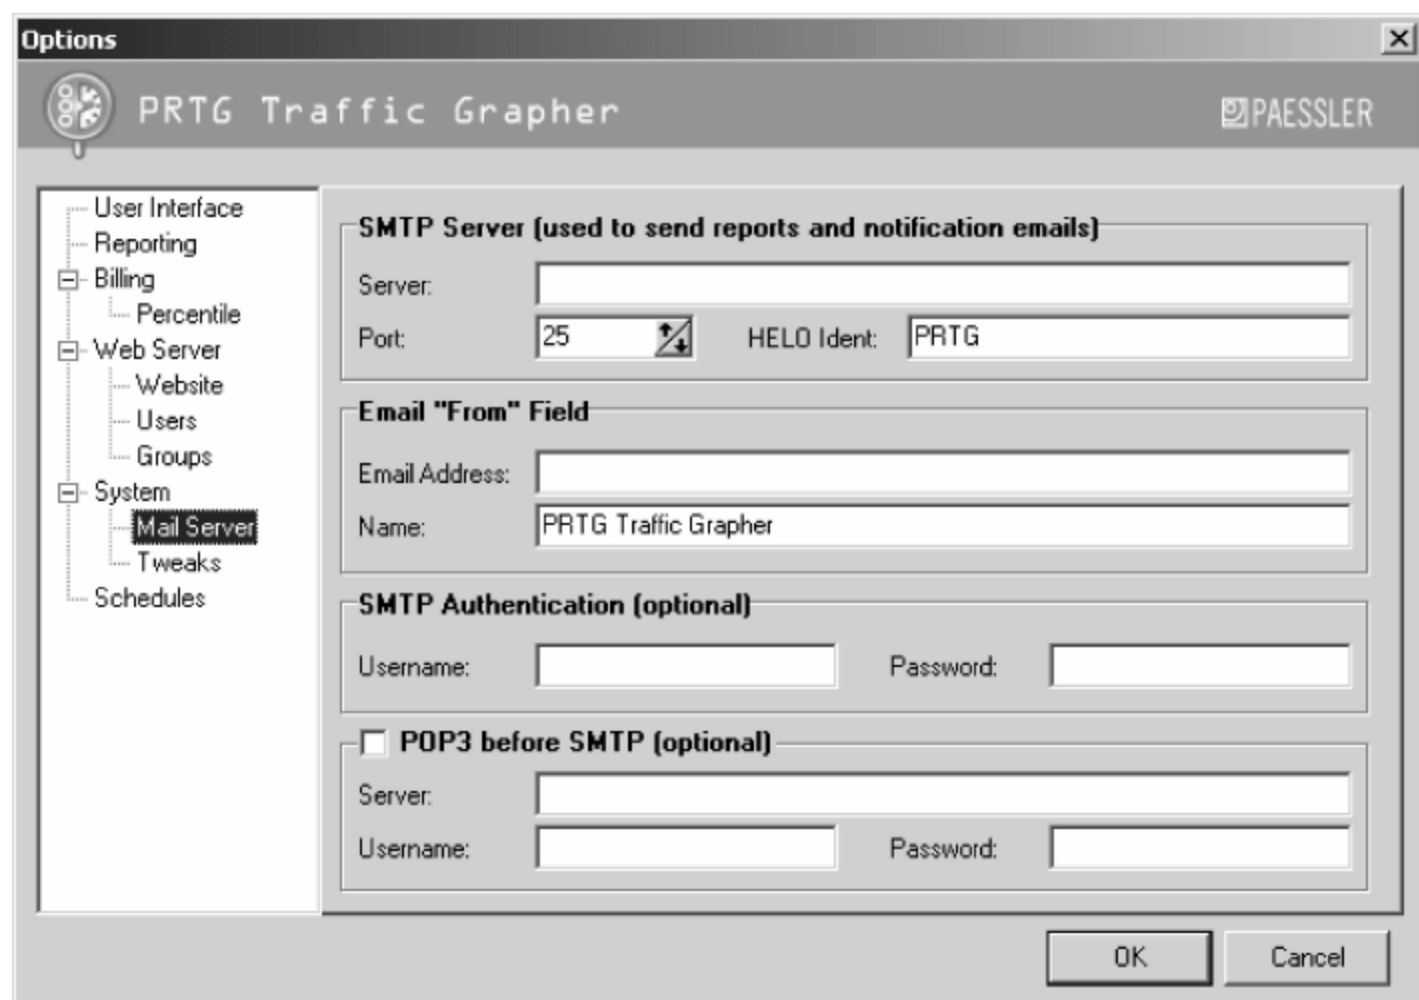 Options
PRTG Traffic Grapher
PAESSLER
User Interface
Reporting
Billing
Percentile
Web Server
Website
Users
Groups
System
Mail Server
Tweaks
Schedules
SMTP Server (used to send reports and notification emails)
Server:
Port: 25 HELO Ident: PRTG
Email "From" Field
Email Address:
Name: PRTG Traffic Grapher
SMTP Authentication (optional)
Username: Password:
POP3 before SMTP (optional)
Server:
Username: Password:
OK Cancel